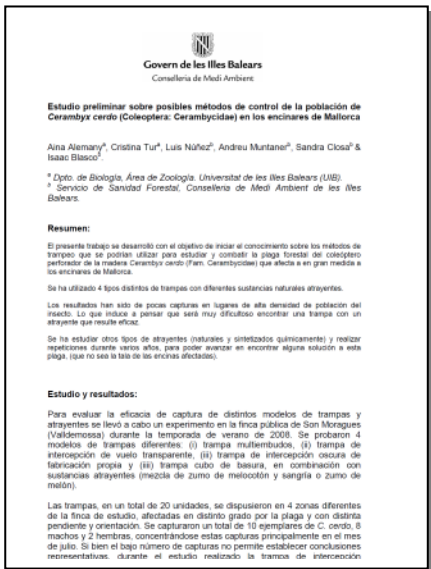 Govern de les Illes Balears
Conselleria de Medi Ambient
Estudio preliminar sobre posibles métodos de control de la población de
Cerambyx cerdo (Coleoptera: Cerambycidae) en los encinares de Mallorca
Aina Alemanyª, Cristina Turª, Luis Núñezᵇ, Andreu Muntanerᵇ, Sandra Closaᵇ &
Isaac Blascoᵇ.
ª Dpto. de Biología, Área de Zoología. Universitat de les Illes Balears (UIB).
ᵇ Servicio de Sanidad Forestal, Conselleria de Medi Ambient de les Illes
Balears.
Resumen:
El presente trabajo se desarrolló con el objetivo de iniciar el conocimiento sobre los métodos de
trampeo que se podrían utilizar para estudiar y combatir la plaga forestal del coleóptero
perforador de la madera Cerambyx cerdo (Fam. Cerambycidae) que afecta a en gran medida a
los encinares de Mallorca.
Se ha utilizado 4 tipos distintos de trampas con diferentes sustancias naturales atrayentes.
Los resultados han sido de pocas capturas en lugares de alta densidad de población del
insecto. Lo que induce a pensar que será muy dificultoso encontrar una trampa con un
atrayente que resulte eficaz.
Se ha estudiar otros tipos de atrayentes (naturales y sintetizados químicamente) y realizar
repeticiones durante varios años, para poder avanzar en encontrar alguna solución a esta
plaga, (que no sea la tala de las encinas afectadas).
Estudio y resultados:
Para evaluar la eficacia de captura de distintos modelos de trampas y
atrayentes se llevó a cabo un experimento en la finca pública de Son Moragues
(Valldemossa) durante la temporada de verano de 2008. Se probaron 4
modelos de trampas diferentes: (i) trampa multiembudos, (ii) trampa de
intercepción de vuelo transparente, (iii) trampa de intercepción oscura de
fabricación propia y (iiii) trampa cubo de basura, en combinación con
sustancias atrayentes (mezcla de zumo de melocotón y sangría o zumo de
melón).
Las trampas, en un total de 20 unidades, se dispusieron en 4 zonas diferentes
de la finca de estudio, afectadas en distinto grado por la plaga y con distinta
pendiente y orientación. Se capturaron un total de 10 ejemplares de C. cerdo, 8
machos y 2 hembras, concentrándose estas capturas principalmente en el mes
de julio. Si bien el bajo número de capturas no permite establecer conclusiones
representativas, durante el estudio realizado la trampa de intercepción